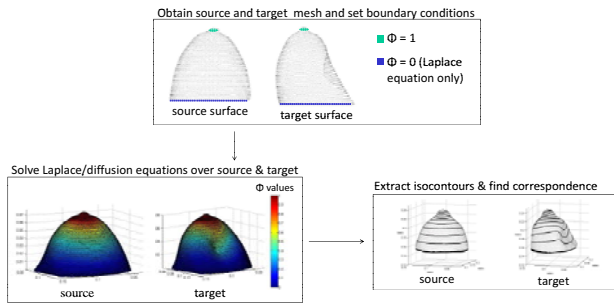 Obtain source and target mesh and set boundary conditions
Φ = 1
Φ = 0 (Laplace
equation only)
source surface
target surface
Solve Laplace/diffusion equations over source & target
Φ values
source
target
Extract isocontours & find correspondence
source
target